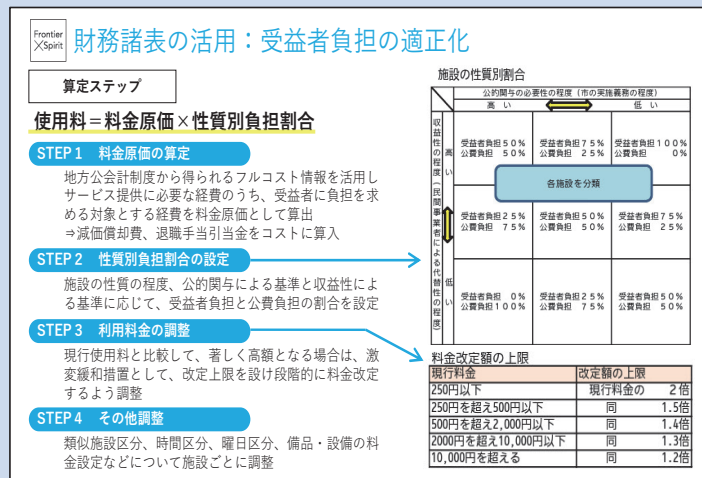 Frontier
XSpirit
財務諸表の活用：受益者負担の適正化
算定ステップ
使用料＝料金原価×性質別負担割合
STEP 1　料金原価の算定
地方公会計制度から得られるフルコスト情報を活用し
サービス提供に必要な経費のうち、受益者に負担を求
める対象とする経費を料金原価として算出
⇒減価償却費、退職手当引当金をコストに算入
STEP 2　性質別負担割合の設定
施設の性質の程度、公的関与による基準と収益性によ
る基準に応じて、受益者負担と公費負担の割合を設定
STEP 3　利用料金の調整
現行使用料と比較して、著しく高額となる場合は、激
変緩和措置として、改定上限を設け段階的に料金改定
するよう調整
STEP 4　その他調整
類似施設区分、時間区分、曜日区分、備品・設備の料
金設定などについて施設ごとに調整
施設の性質別割合
公的関与の必要性の程度（市の実施義務の程度）
高　い　低　い
収益性の程度（民間事業者による代替性の程度）
高　い
受益者負担５０％　受益者負担７５％　受益者負担１００％
公費負担　５０％　公費負担　２５％　公費負担　　０％
各施設を分類
受益者負担２５％　受益者負担５０％　受益者負担７５％
公費負担　７５％　公費負担　５０％　公費負担　２５％
低　い
受益者負担　０％　受益者負担２５％　受益者負担５０％
公費負担１００％　公費負担　７５％　公費負担　５０％
料金改定額の上限
現行料金　改定額の上限
250円以下　現行料金の　２倍
250円を超え500円以下　同　1.5倍
500円を超え2,000円以下　同　1.4倍
2000円を超え10,000円以下　同　1.3倍
10,000円を超える　同　1.2倍